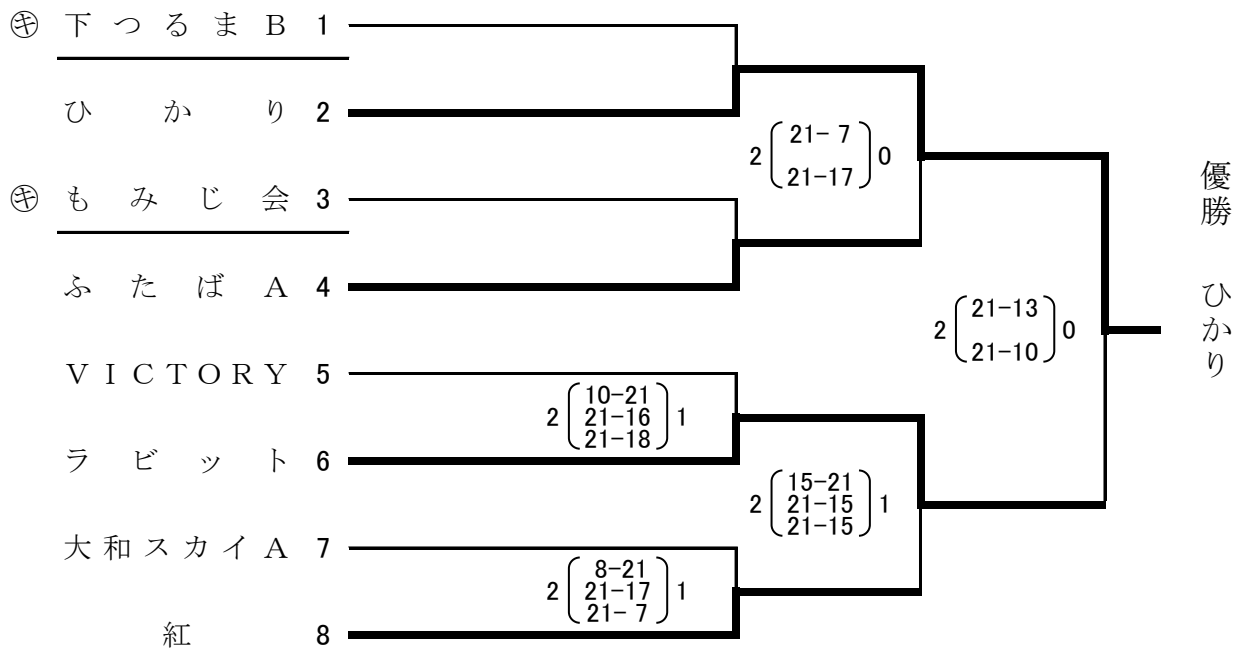 ㋖ 下つるまB 1
ひかり 2
2 21- 7 0
21-17
㋖ もみじ会 3
ふたばA 4
2 21-13 0
21-10
優勝 ひかり
VICTORY 5
2 10-21 1
21-16
21-18
ラビット 6
2 15-21 1
21-15
21-15
大和スカイA 7
2 8-21 1
21-17
21- 7
紅 8